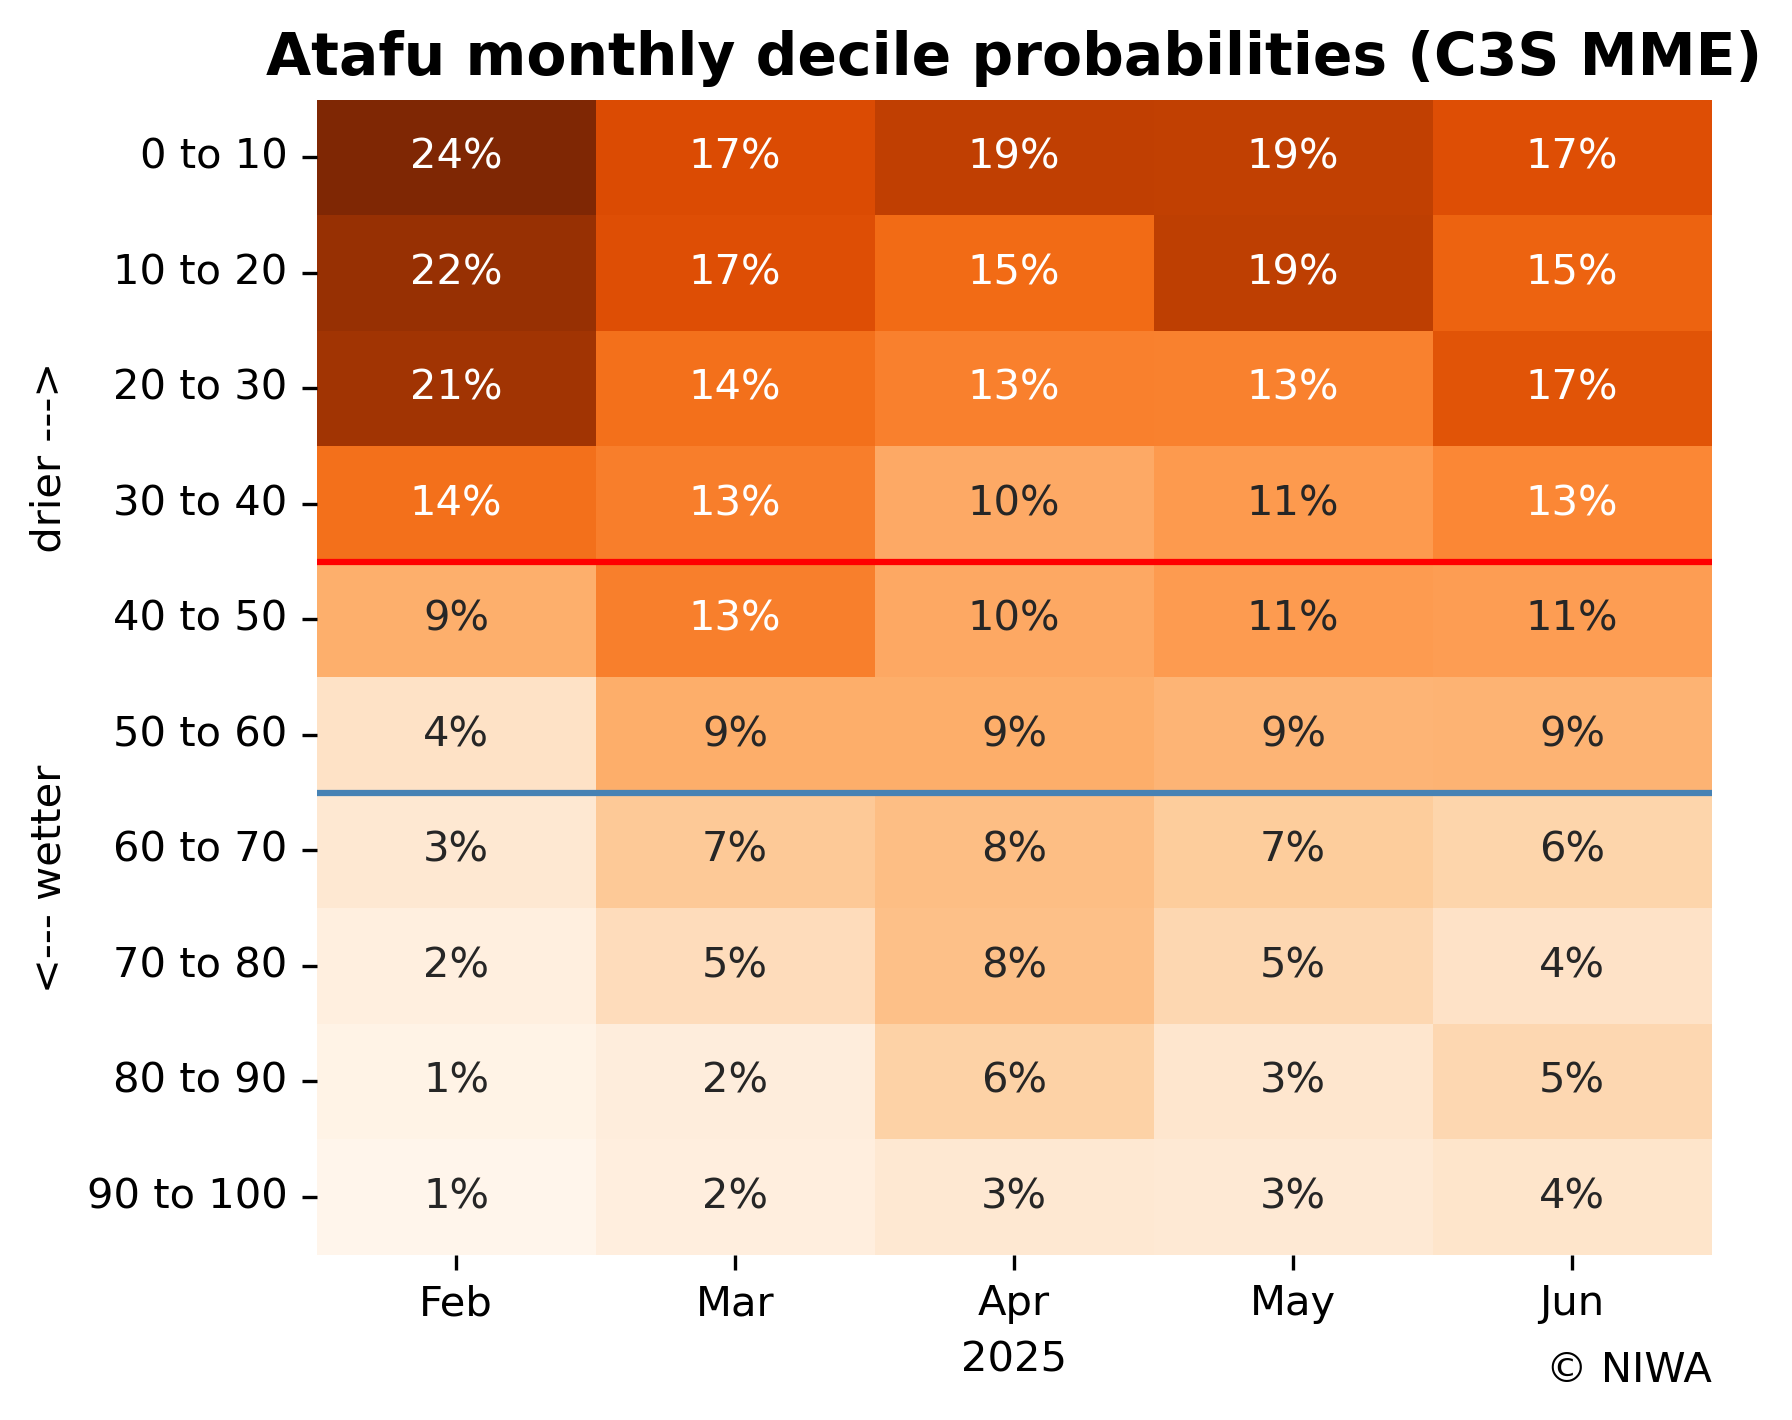 Atafu monthly decile probabilities (C3S MME)
0 to 10 24% 17% 19% 19% 17%
10 to 20 22% 17% 15% 19% 15%
20 to 30 21% 14% 13% 13% 17%
30 to 40 14% 13% 10% 11% 13%
40 to 50 9% 13% 10% 11% 11%
50 to 60 4% 9% 9% 9% 9%
60 to 70 3% 7% 8% 7% 6%
70 to 80 2% 5% 8% 5% 4%
80 to 90 1% 2% 6% 3% 5%
90 to 100 1% 2% 3% 3% 4%
<--- wetter
drier --->
Feb Mar Apr May Jun
2025
© NIWA